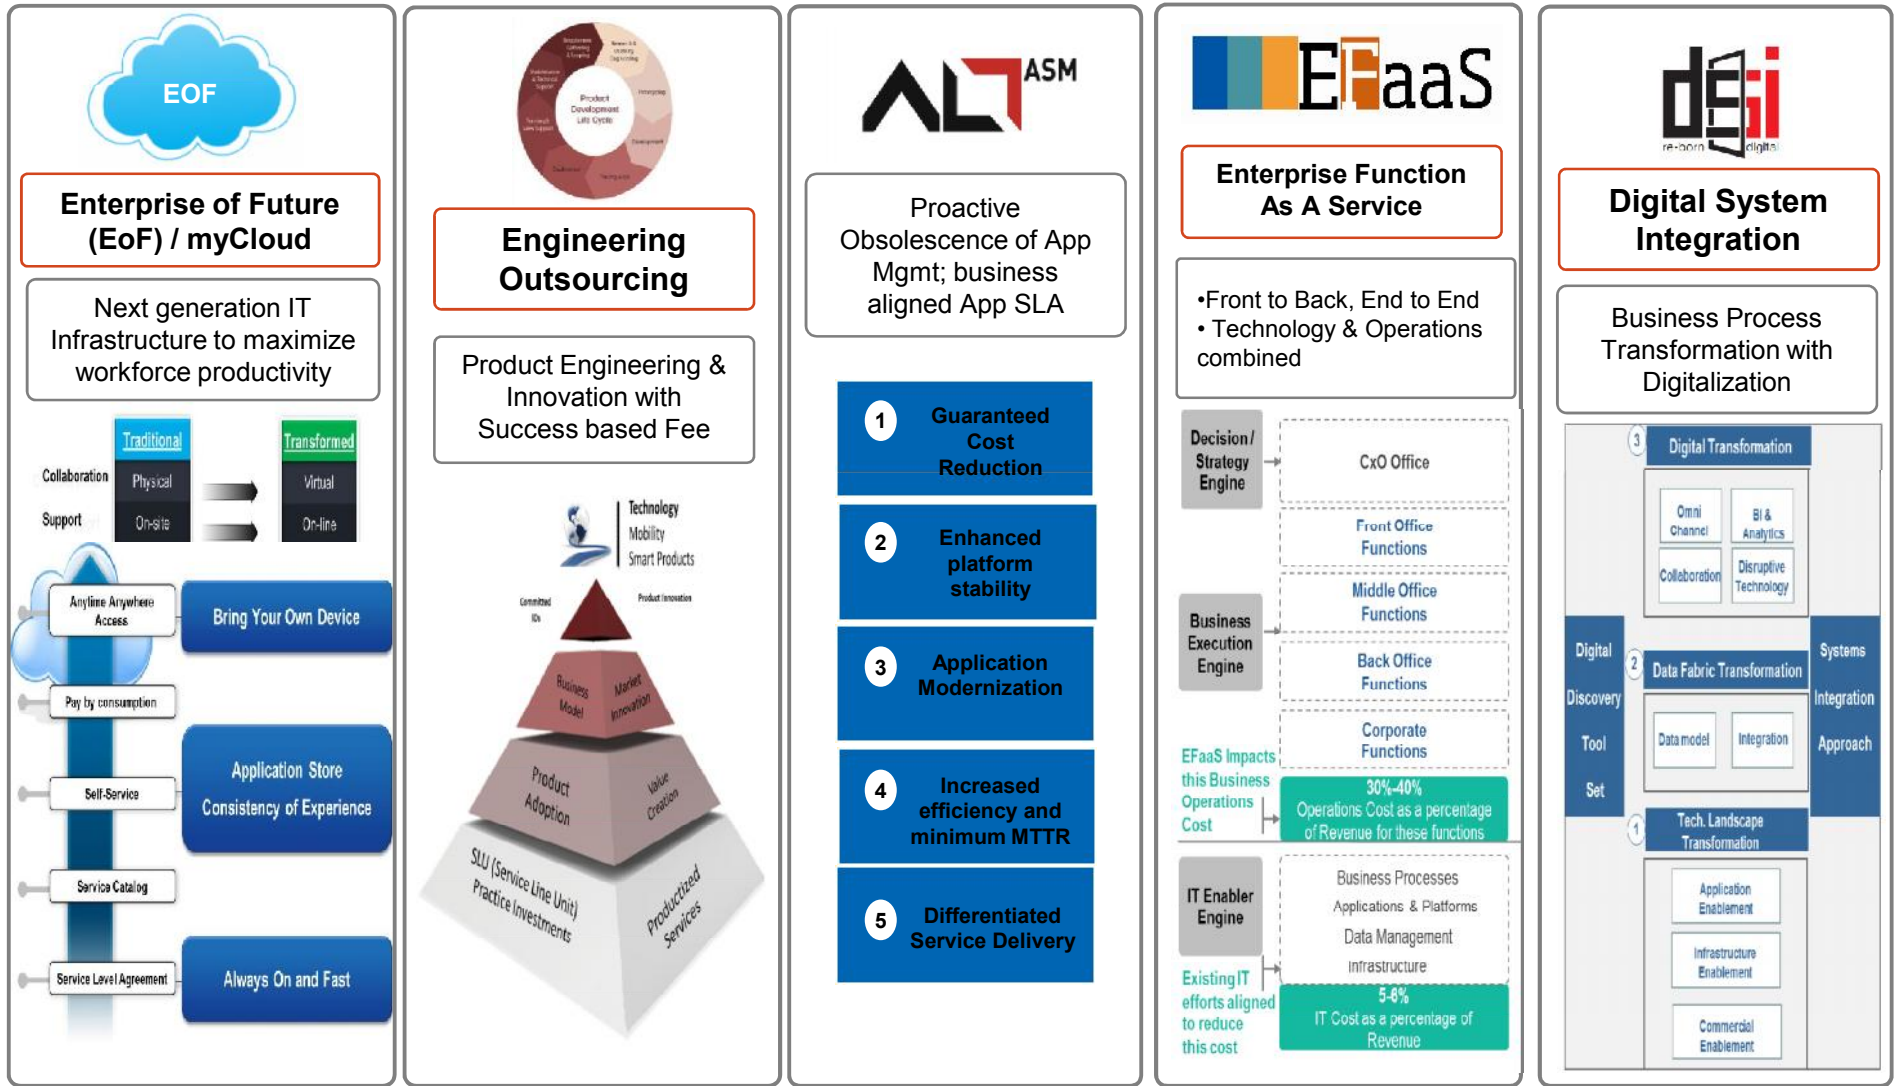 EOF
Enterprise of Future
(EoF) / myCloud
Next generation IT
Infrastructure to maximize
workforce productivity
Traditional
Transformed
Collaboration
Physical
Virtual
Support
On-site
On-line
Anytime Anywhere
Access
Bring Your Own Device
Pay by consumption
Application Store
Consistency of Experience
Self-Service
Service Catalog
Service Level Agreement
Always On and Fast
Product
Development
Life Cycle
Prototyping
Development
Engineering
Outsourcing
Product Engineering &
Innovation with
Success based Fee
Technology
Mobility
Smart Products
Committed
IDs
Product Innovation
Business
Model
Market
Innovation
Product
Adoption
Value
Creation
SLU (Service Line Unit)
Practice Investments
Productized
Services
ALT ASM
Proactive
Obsolescence of App
Mgmt; business
aligned App SLA
1
Guaranteed
Cost
Reduction
2
Enhanced
platform
stability
3
Application
Modernization
4
Increased
efficiency and
minimum MTTR
5
Differentiated
Service Delivery
EFaaS
Enterprise Function
As A Service
•Front to Back, End to End
• Technology & Operations
combined
Decision /
Strategy
Engine
CxO Office
Front Office
Functions
Middle Office
Functions
Business
Execution
Engine
Back Office
Functions
Corporate
Functions
EFaaS Impacts
this Business
Operations
Cost
30%-40%
Operations Cost as a percentage
of Revenue for these functions
IT Enabler
Engine
Business Processes
Applications & Platforms
Data Management
Infrastructure
Existing IT
efforts aligned
to reduce
this cost
5-6%
IT Cost as a percentage of
Revenue
desi
re-born digital
Digital System
Integration
Business Process
Transformation with
Digitalization
3
Digital Transformation
Omni
Channel
BI &
Analytics
Collaboration
Disruptive
Technology
Digital
Discovery
Tool
Set
2
Data Fabric Transformation
Data model
Integration
Systems
Integration
Approach
1
Tech. Landscape
Transformation
Application
Enablement
Infrastructure
Enablement
Commercial
Enablement